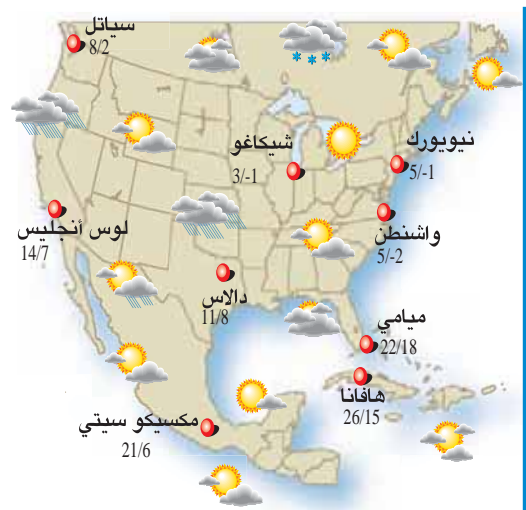 سياتل
8/2
شيكاغو
3/-1
نيويورك
5/-1
لوس أنجليس
14/7
واشنطن
5/-2
دالاس
11/8
ميامي
22/18
هافانا
26/15
مكسيكو سيتي
21/6